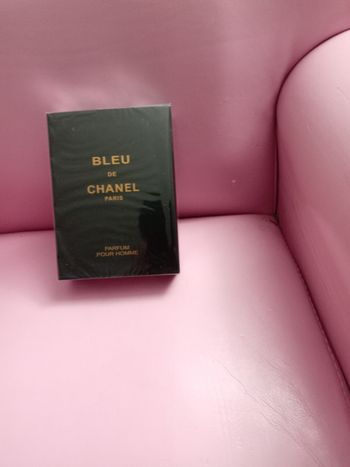 BLEU
DE
CHANEL
PARIS
PARFUM
POUR HOMME